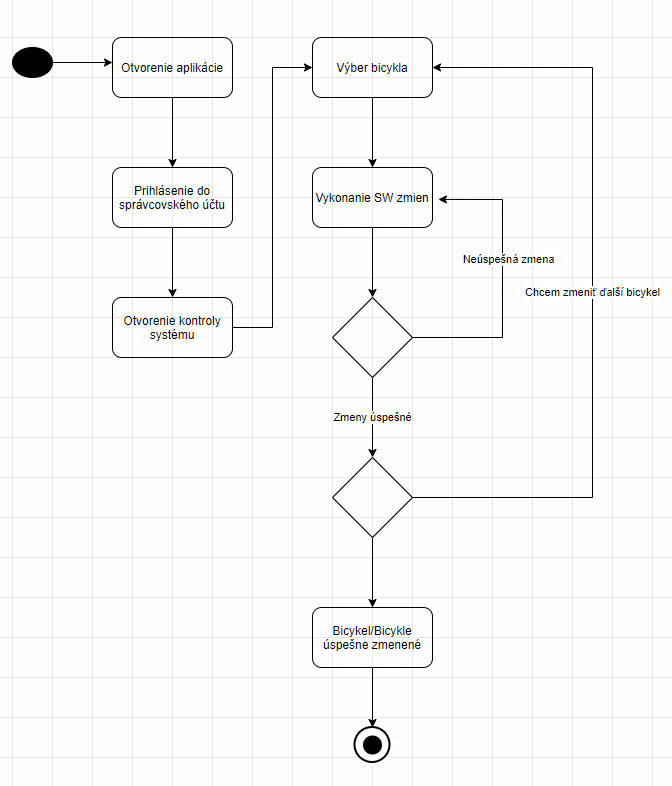 Otvorenie aplikácie
Prihlásenie do
správcovského účtu
Otvorenie kontroly
systému
Výber bicykla
Vykonanie SW zmien
Neúspešná zmena
Chcem zmeniť ďalší bicykel
Zmeny úspešné
Bicykel/Bicykle
úspešne zmenené